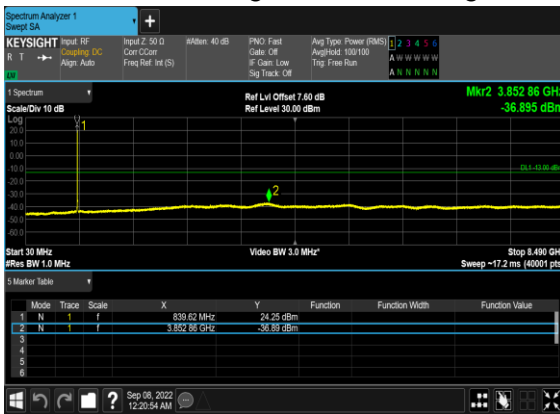 Spectrum Analyzer 1
Swept SA
+
KEYSIGHT Input: RF Input Z: 50 Ω #Atten: 40 dB PNO: Fast Avg Type: Power (RMS) 1 2 3 4 5 6
R T Coupling: DC Corr CCorr Gate: Off Avg|Hold: 100/100 A W W W W W
Align: Auto Freq Ref: Int (S) IF Gain: Low Trig: Free Run
Sig Track: Off A N N N N N
1 Spectrum Ref Lvl Offset 7.60 dB Mkr2 3.852 86 GH
Scale/Div 10 dB Ref Level 30.00 dBm -36.895 dBm
Log
1
20.0
10.0
0.00
-10.0
DL1 -13.00 dB
-20.0
-30.0
2
-40.0
-50.0
-60.0
Start 30 MHz Video BW 3.0 MHz* Stop 8.490 GH
#Res BW 1.0 MHz Sweep ~17.2 ms (40001 pts
5 Marker Table
Mode Trace Scale X Y Function Function Width Function Value
1 N 1 f 839.62 MHz 24.25 dBm
2 N 1 f 3.852 86 GHz -36.89 dBm
3
4
5
6
? Sep 08, 2022
12:20:54 AM